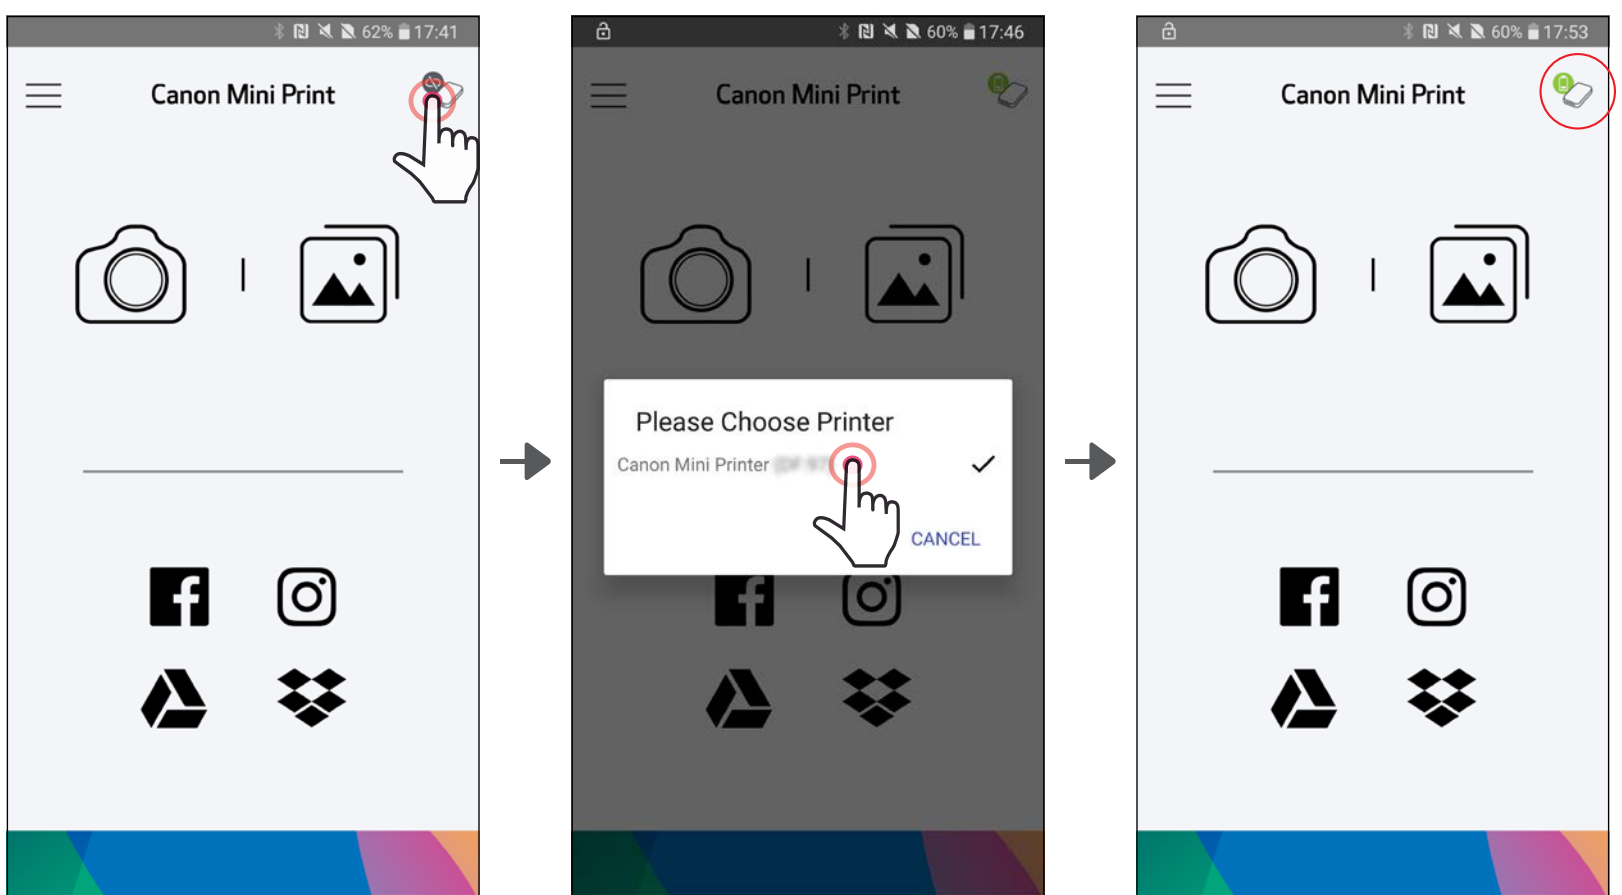 62% 17:41
Canon Mini Print
60% 17:46
Canon Mini Print
Please Choose Printer
Canon Mini Printer
CANCEL
60% 17:53
Canon Mini Print